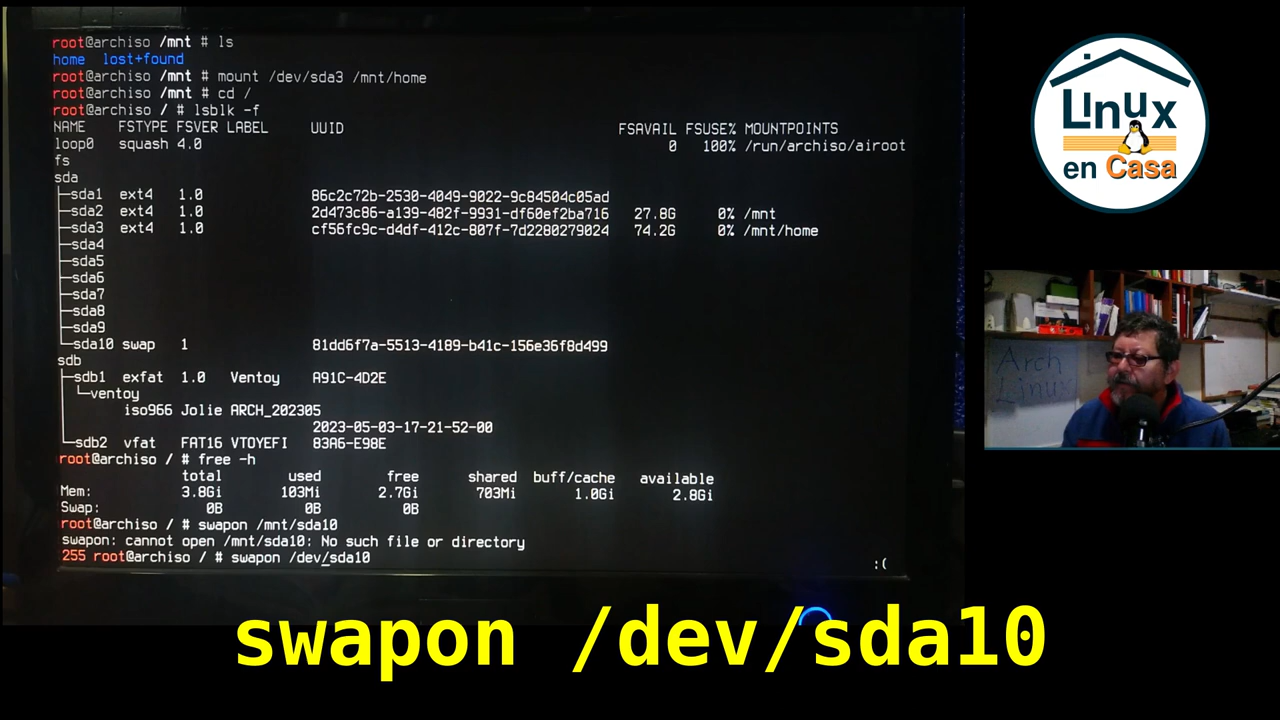 root@archiso /mnt # ls
home lost+found
root@archiso /mnt # mount /dev/sda3 /mnt/home
root@archiso /mnt # cd /
root@archiso / # lsblk -f
NAME FSTYPE FSVER LABEL UUID FSAVAIL FSUSE% MOUNTPOINTS
loop0 squash 4.0 0 100% /run/archiso/airoot
fs
sda
├─sda1 ext4 1.0 86c2c72b-2530-4049-9022-9c84504c05ad
├─sda2 ext4 1.0 2d473c86-a139-482f-9931-df60ef2ba716 27.8G 0% /mnt
├─sda3 ext4 1.0 cf56fc9c-d4df-412c-807f-7d2280279024 74.2G 0% /mnt/home
├─sda4
├─sda5
├─sda6
├─sda7
├─sda8
├─sda9
└─sda10 swap 1 81dd6f7a-5513-4189-b41c-156e36f8d499
sdb
├─sdb1 exfat 1.0 Ventoy A91C-4D2E
│ └─ventoy
│ iso966 Jolie ARCH_202305
│ 2023-05-03-17-21-52-00
└─sdb2 vfat FAT16 VTOYEFI 83A6-E98E
root@archiso / # free -h
total used free shared buff/cache available
Mem: 3.8Gi 103Mi 2.7Gi 703Mi 1.0Gi 2.8Gi
Swap: 0B 0B 0B
root@archiso / # swapon /mnt/sda10
swapon: cannot open /mnt/sda10: No such file or directory
255 root@archiso / # swapon /dev/sda10 :(
swapon /dev/sda10
Linux
en Casa
Arch
Linux